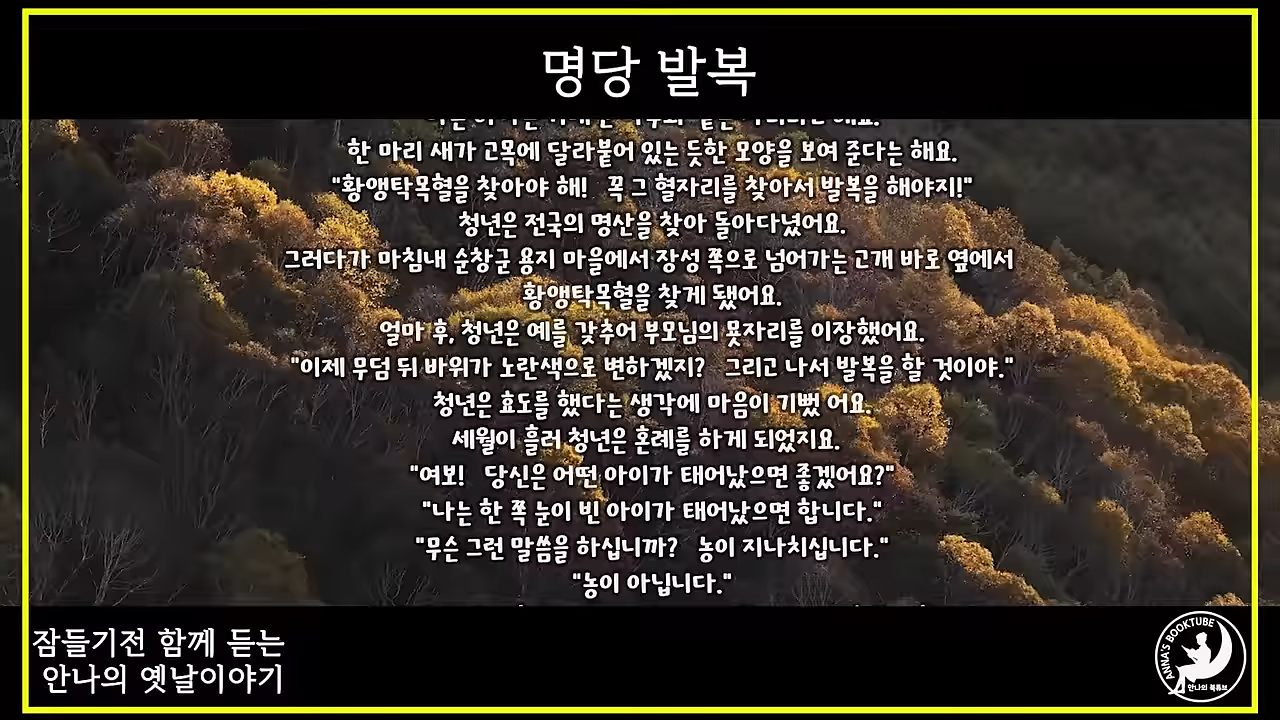 명당 발복
한 마리 새가 고목에 달라붙어 있는 듯한 모양을 보여 준다는 해요.
"황앵탁목혈을 찾아야 해! 꼭 그 혈자리를 찾아서 발복을 해야지!"
청년은 전국의 명산을 찾아 돌아다녔어요.
그러다가 마침내 순창군 용지 마을에서 장성 쪽으로 넘어가는 고개 바로 옆에서
황앵탁목혈을 찾게 됐어요.
얼마 후, 청년은 예를 갖추어 부모님의 묫자리를 이장했어요.
"이제 무덤 뒤 바위가 노란색으로 변하겠지? 그리고 나서 발복을 할 것이야."
청년은 효도를 했다는 생각에 마음이 기뻤 어요.
세월이 흘러 청년은 혼례를 하게 되었지요.
"여보! 당신은 어떤 아이가 태어났으면 좋겠어요?"
"나는 한 쪽 눈이 빈 아이가 태어났으면 합니다."
"무슨 그런 말씀을 하십니까? 농이 지나치십니다."
"농이 아닙니다."
잠들기전 함께 듣는
안나의 옛날이야기
ANNA'S BOOKTUBE
안나의 북튜브